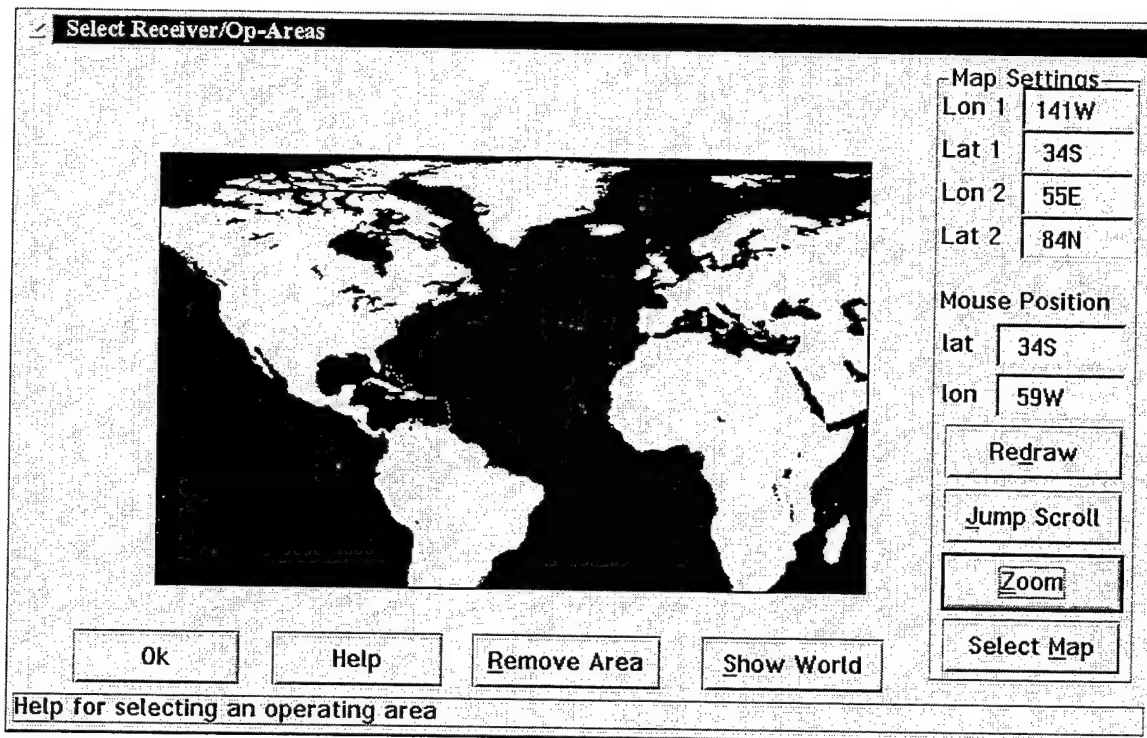 Select Receiver/Op-Areas
Map Settings
Lon 1 141W
Lat 1 34S
Lon 2 55E
Lat 2 84N
Mouse Position
lat 34S
lon 59W
Redraw
Jump Scroll
Zoom
Select Map
Ok Help Remove Area Show World
Help for selecting an operating area